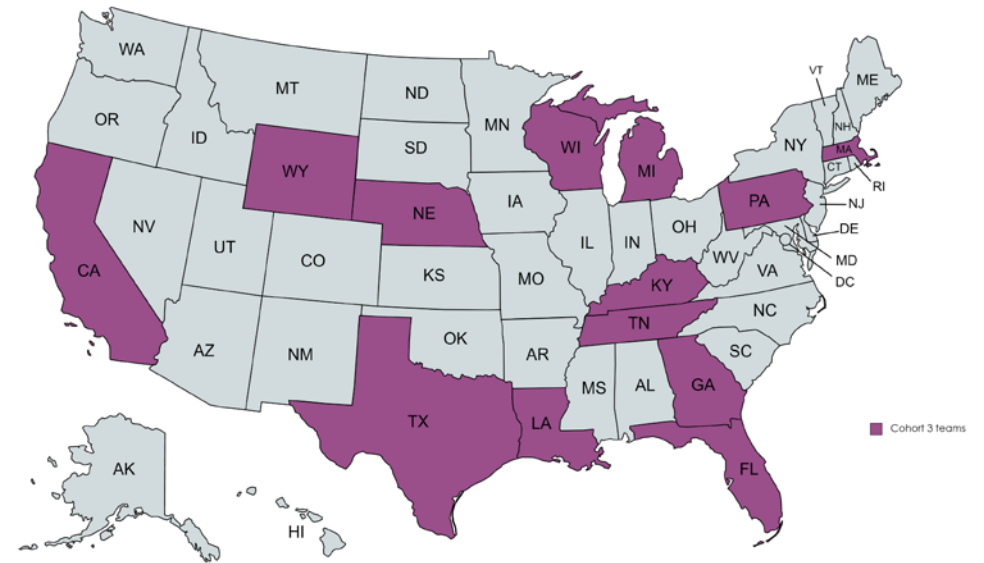 WA
MT
ND
MN
VT
ME
OR
ID
SD
WI
NY
NH
MA
WY
MI
CT
RI
NE
IA
PA
NJ
NV
UT
CO
IL
IN
OH
DE
CA
KS
MO
WV
VA
MD
DC
KY
AZ
NM
OK
AR
TN
NC
SC
TX
LA
MS
AL
GA
Cohort 3 teams
FL
AK
HI